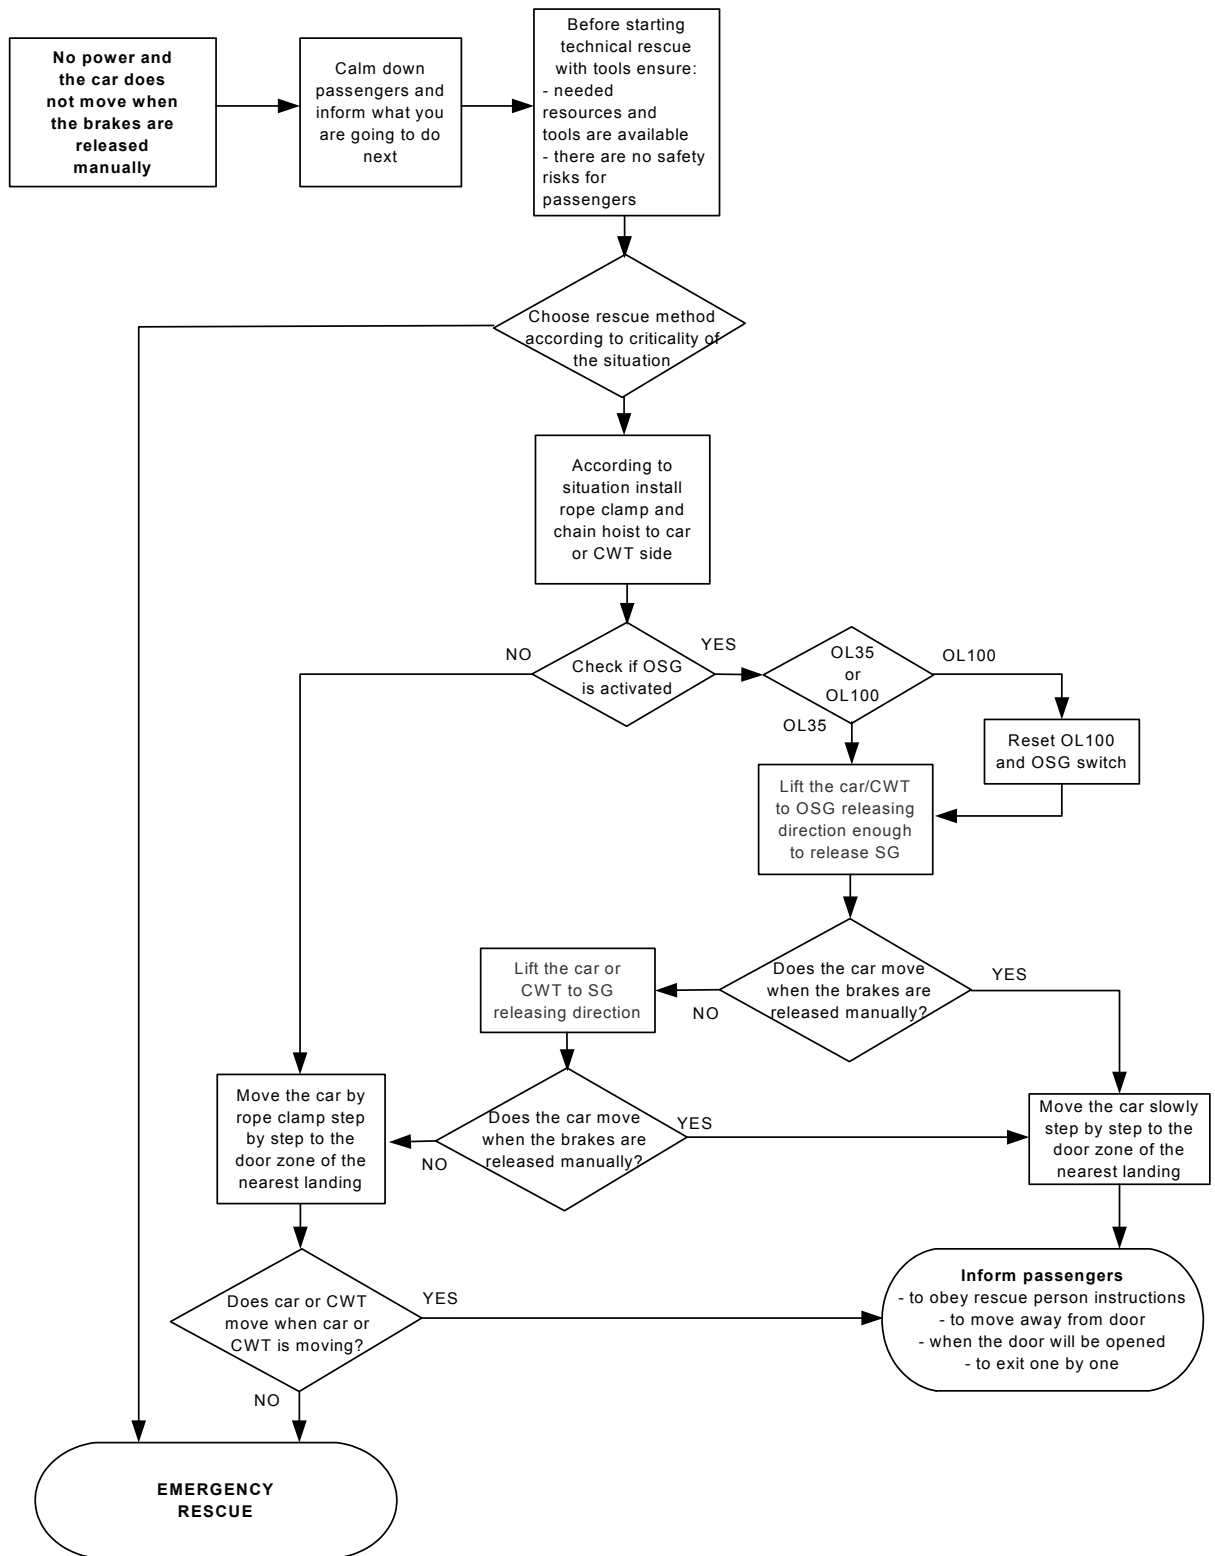 No power and
the car does
not move when
the brakes are
released
manually
Calm down
passengers and
inform what you
are going to do
next
Before starting
technical rescue
with tools ensure:
- needed
resources and
tools are available
- there are no safety
risks for
passengers
Choose rescue method
according to criticality of
the situation
According to
situation install
rope clamp and
chain hoist to car
or CWT side
NO
Check if OSG
is activated
YES
OL35
or
OL100
OL100
OL35
Reset OL100
and OSG switch
Lift the car/CWT
to OSG releasing
direction enough
to release SG
Does the car move
when the brakes are
released manually?
YES
NO
Lift the car or
CWT to SG
releasing direction
Does the car move
when the brakes are
released manually?
YES
NO
Move the car by
rope clamp step
by step to the
door zone of the
nearest landing
Move the car slowly
step by step to the
door zone of the
nearest landing
Does car or CWT
move when car or
CWT is moving?
YES
NO
Inform passengers
- to obey rescue person instructions
- to move away from door
- when the door will be opened
- to exit one by one
EMERGENCY
RESCUE